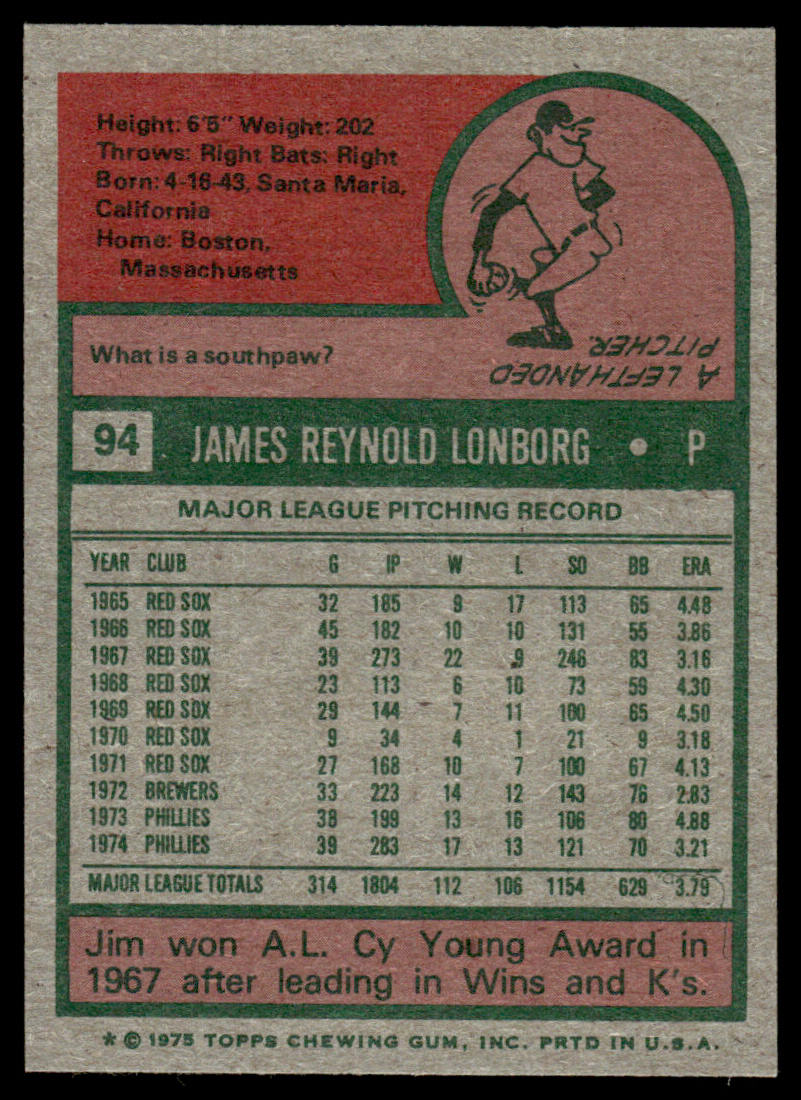 Height: 6'5" Weight: 202
Throws: Right Bats: Right
Born: 4-16-43, Santa Maria,
California
Home: Boston,
Massachusetts
What is a southpaw?
A LEFTHANDED
PITCHER.
94 JAMES REYNOLD LONBORG • P
MAJOR LEAGUE PITCHING RECORD
YEAR CLUB G IP W L SO BB ERA
1965 RED SOX 32 185 9 17 113 65 4.48
1966 RED SOX 45 182 10 10 131 55 3.86
1967 RED SOX 39 273 22 9 246 83 3.16
1968 RED SOX 23 113 6 10 73 59 4.30
1969 RED SOX 29 144 7 11 100 65 4.50
1970 RED SOX 9 34 4 1 21 9 3.18
1971 RED SOX 27 168 10 7 100 67 4.13
1972 BREWERS 33 223 14 12 143 76 2.83
1973 PHILLIES 38 199 13 16 106 80 4.88
1974 PHILLIES 39 283 17 13 121 70 3.21
MAJOR LEAGUE TOTALS 314 1804 112 106 1154 629 3.79
Jim won A.L. Cy Young Award in
1967 after leading in Wins and K's.
* © 1975 TOPPS CHEWING GUM, INC. PRTD IN U.S.A.